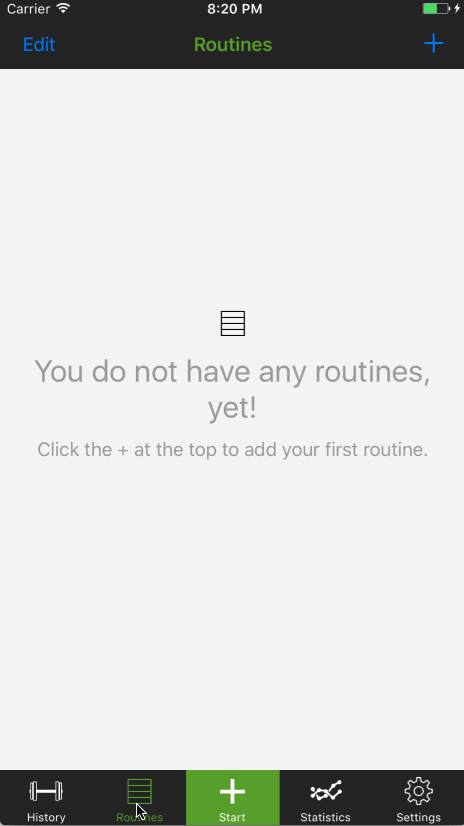 Carrier 8:20 PM
Edit Routines +
You do not have any routines,
yet!
Click the + at the top to add your first routine.
History Routines Start Statistics Settings